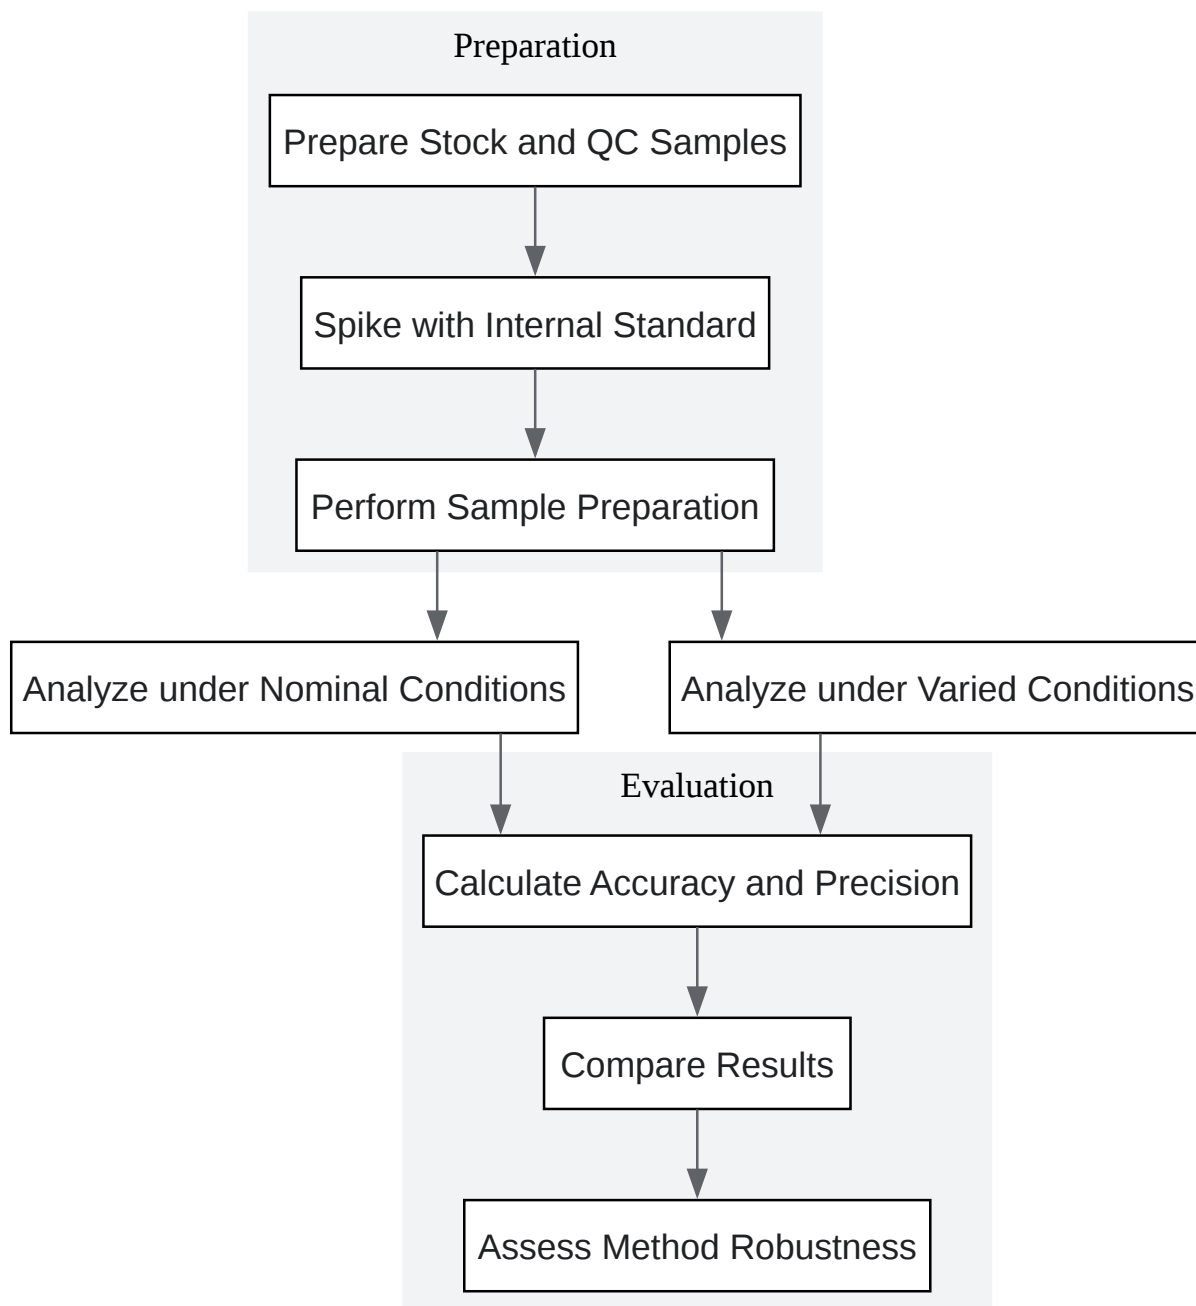 Preparation
Prepare Stock and QC Samples
Spike with Internal Standard
Perform Sample Preparation
Analyze under Nominal Conditions
Analyze under Varied Conditions
Evaluation
Calculate Accuracy and Precision
Compare Results
Assess Method Robustness